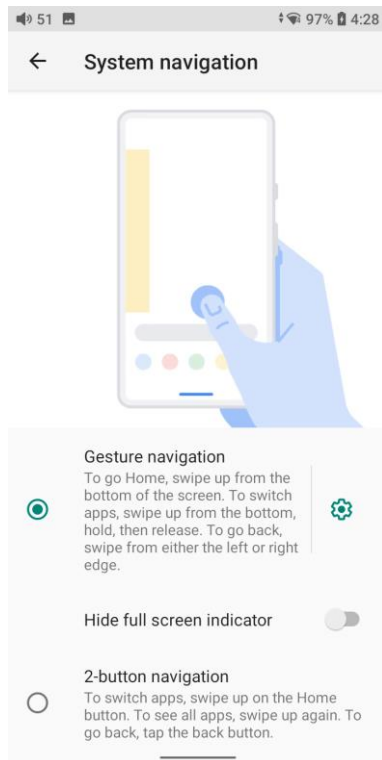 51 97% 4:28
System navigation
Gesture navigation
To go Home, swipe up from the
bottom of the screen. To switch
apps, swipe up from the bottom,
hold, then release. To go back,
swipe from either the left or right
edge.
Hide full screen indicator
2-button navigation
To switch apps, swipe up on the Home
button. To see all apps, swipe up again. To
go back, tap the back button.